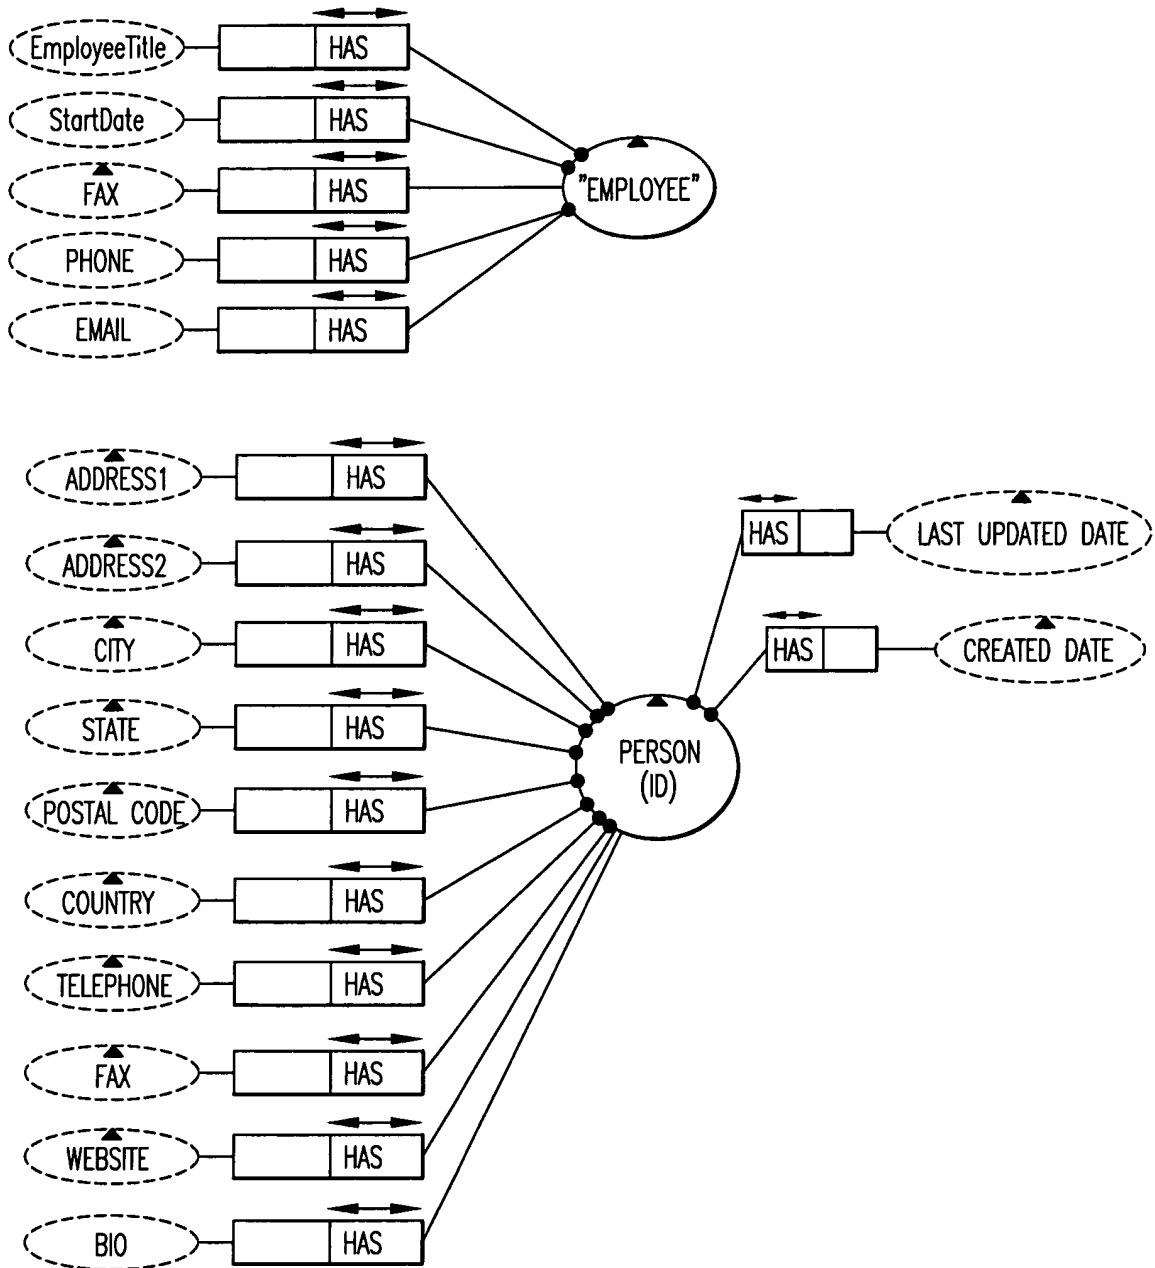 EmployeeTitle
HAS
StartDate
HAS
FAX
HAS
"EMPLOYEE"
PHONE
HAS
EMAIL
HAS
ADDRESS1
HAS
ADDRESS2
HAS
CITY
HAS
STATE
HAS
POSTAL CODE
HAS
COUNTRY
HAS
TELEPHONE
HAS
FAX
HAS
WEBSITE
HAS
BIO
HAS
PERSON
(ID)
HAS
LAST UPDATED DATE
HAS
CREATED DATE